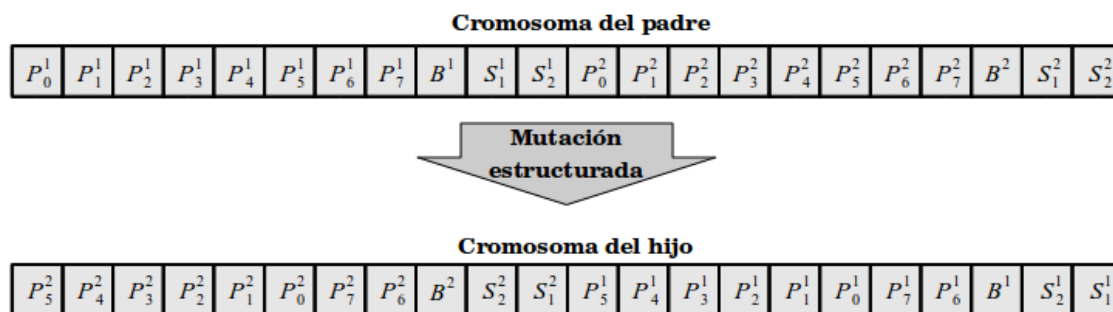 Cromosoma del padre
P_0^1 P_1^1 P_2^1 P_3^1 P_4^1 P_5^1 P_6^1 P_7^1 B^1 S_1^1 S_2^1 P_0^2 P_1^2 P_2^2 P_3^2 P_4^2 P_5^2 P_6^2 P_7^2 B^2 S_1^2 S_2^2
Mutación
estructurada
Cromosoma del hijo
P_5^2 P_4^2 P_3^2 P_2^2 P_1^2 P_0^2 P_7^2 P_6^2 B^2 S_2^2 S_1^2 P_5^1 P_4^1 P_3^1 P_2^1 P_1^1 P_0^1 P_7^1 P_6^1 B^1 S_2^1 S_1^1